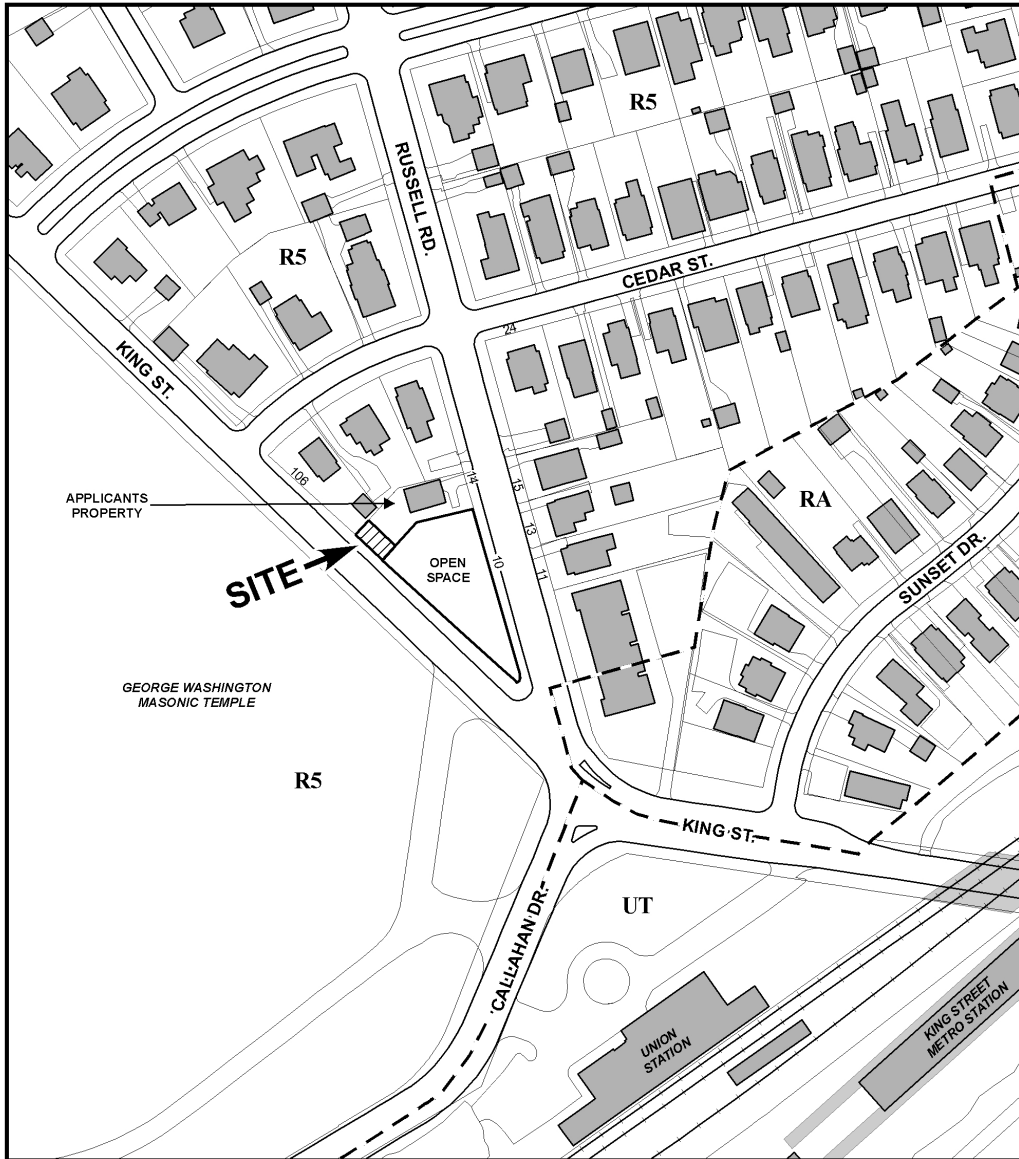 R5
RUSSELL RD.
R5
CEDAR ST.
KING ST.
24
106
14
15
APPLICANTS
PROPERTY
RA
13
10
11
OPEN
SPACE
SITE
SUNSET DR.
GEORGE WASHINGTON
MASONIC TEMPLE
R5
KING ST.
UT
CALLAHAN DR.
UNION
STATION
KING STREET
METRO STATION